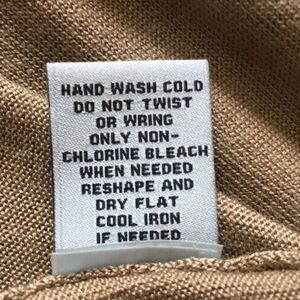 HAND WASH COLD
DO NOT TWIST
OR WRING
ONLY NON-
CHLORINE BLEACH
WHEN NEEDED
RESHAPE AND
DRY FLAT
COOL IRON
IF NEEDED